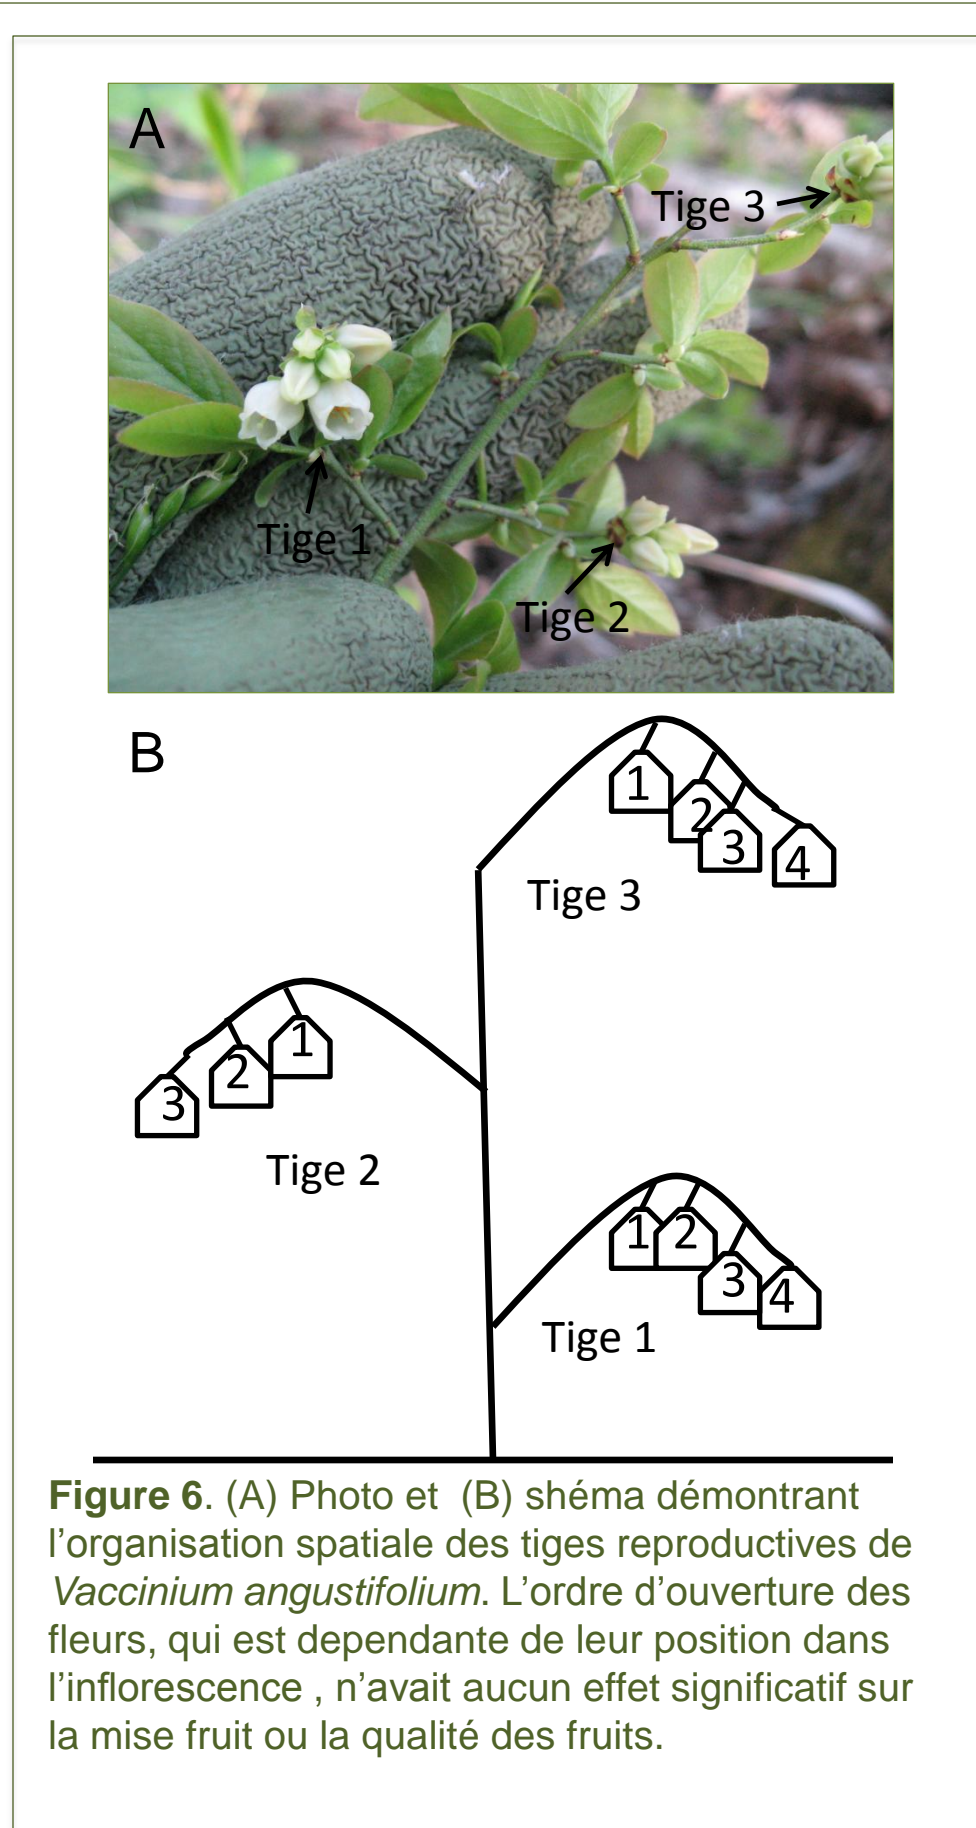 A
Tige 3
Tige 1
Tige 2
B
1
2
3
4
Tige 3
1
2
3
Tige 2
1
2
3
4
Tige 1
Figure 6. (A) Photo et  (B) shéma démontrant
l’organisation spatiale des tiges reproductives de
Vaccinium angustifolium. L’ordre d’ouverture des
fleurs, qui est dependante de leur position dans
l’inflorescence , n’avait aucun effet significatif sur
la mise fruit ou la qualité des fruits.